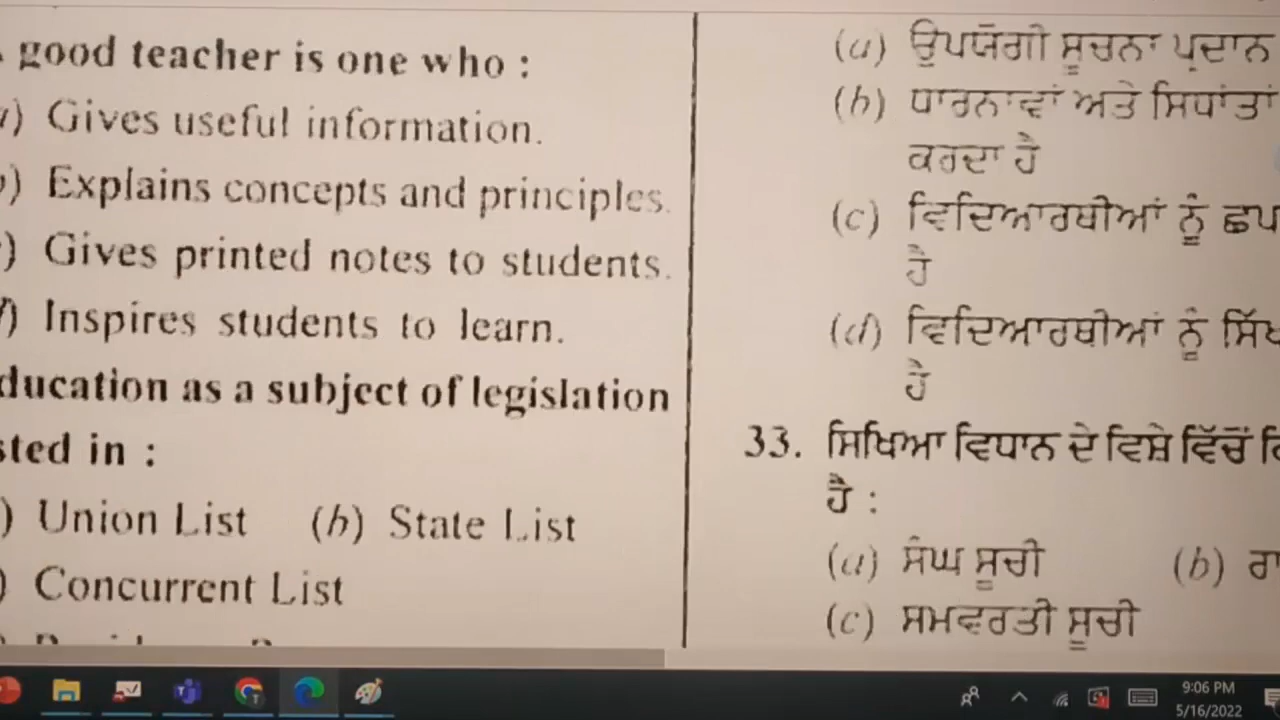 good teacher is one who :
Gives useful information.
Explains concepts and principles.
Gives printed notes to students.
Inspires students to learn.
ducation as a subject of legislation
sted in :
Union List (b) State List
Concurrent List
(a) ਉਪਯੋਗੀ ਸੂਚਨਾ ਪ੍ਰਦਾਨ
(b) ਧਾਰਨਾਵਾਂ ਅਤੇ ਸਿਧਾਂਤਾਂ
ਕਰਦਾ ਹੈ
(c) ਵਿਦਿਆਰਥੀਆਂ ਨੂੰ ਛਪ
ਹੈ
(d) ਵਿਦਿਆਰਥੀਆਂ ਨੂੰ ਸਿੱਖ
ਹੈ
33. ਸਿਖਿਆ ਵਿਧਾਨ ਦੇ ਵਿਸ਼ੇ ਵਿੱਚੋਂ
ਹੈ :
(a) ਸੰਘ ਸੂਚੀ (b) ਰਾ
(c) ਸਮਵਰਤੀ ਸੂਚੀ
9:06 PM
5/16/2022